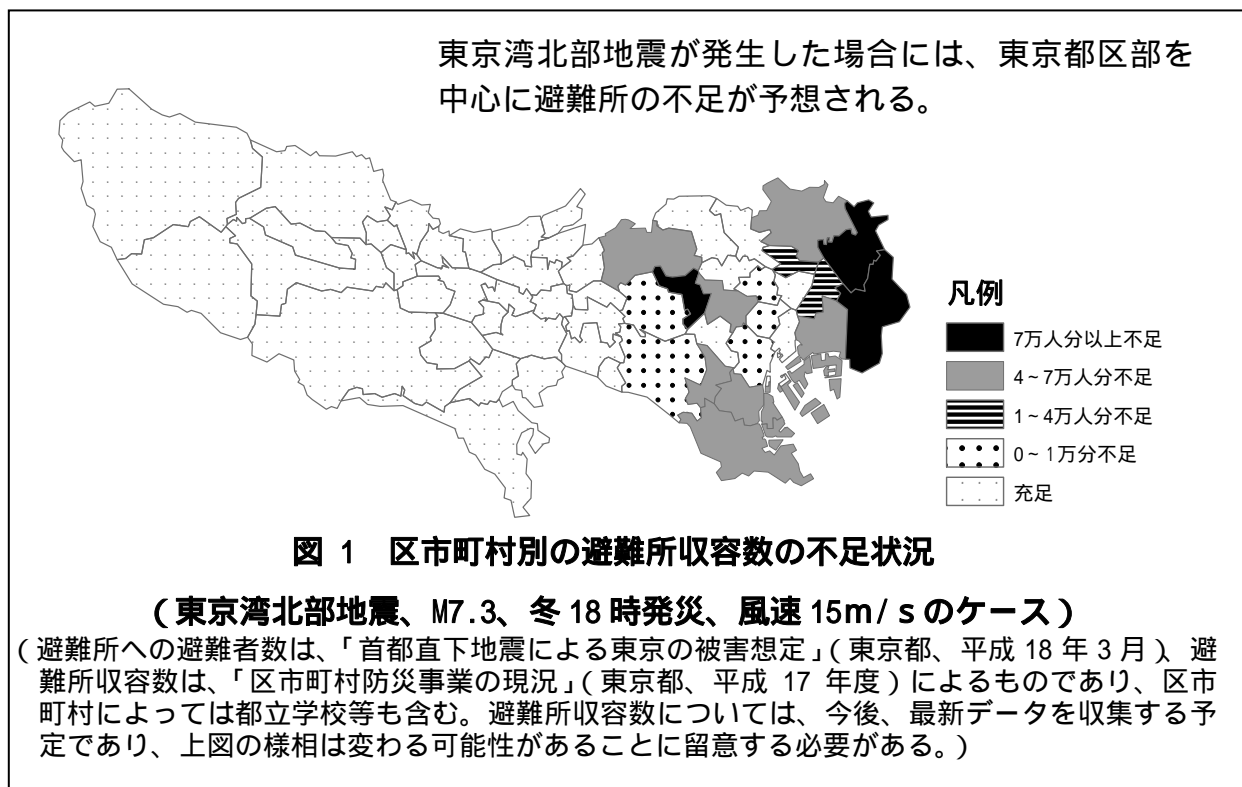 東京湾北部地震が発生した場合には、東京都区部を
中心に避難所の不足が予想される。
凡例
7万人分以上不足
4~7万人分不足
1~4万人分不足
0~1万分不足
充足
図 1 区市町村別の避難所収容数の不足状況
(東京湾北部地震、M7.3、冬 18 時発災、風速 15m/sのケース)
(避難所への避難者数は、「首都直下地震による東京の被害想定」(東京都、平成 18 年 3 月)、避
難所収容数は、「区市町村防災事業の現況」(東京都、平成 17 年度)によるものであり、区市
町村によっては都立学校等も含む。避難所収容数については、今後、最新データを収集する予
定であり、上図の様相は変わる可能性があることに留意する必要がある。)